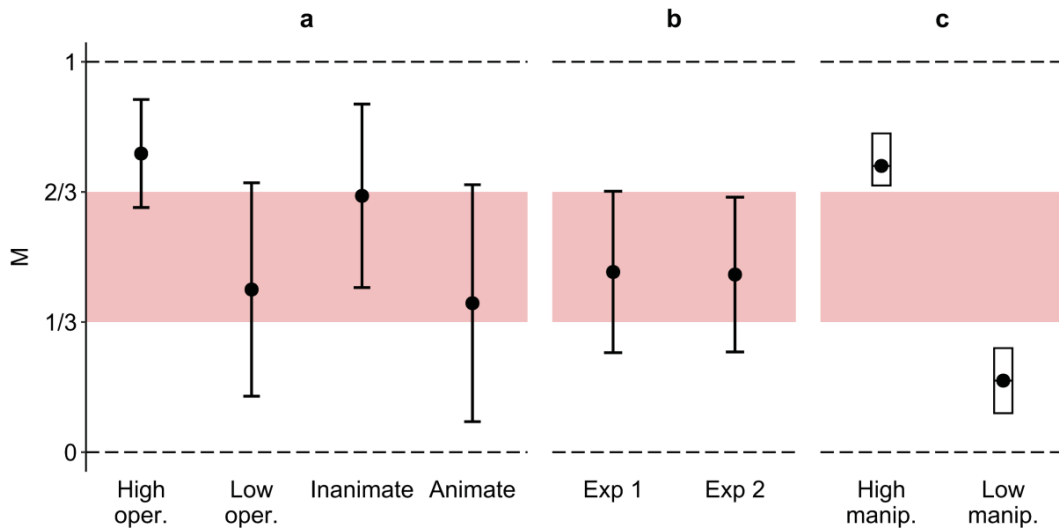 a
b
c
1
2/3
M
1/3
0
High
oper.
Low
oper.
Inanimate
Animate
Exp 1
Exp 2
High
manip.
Low
manip.